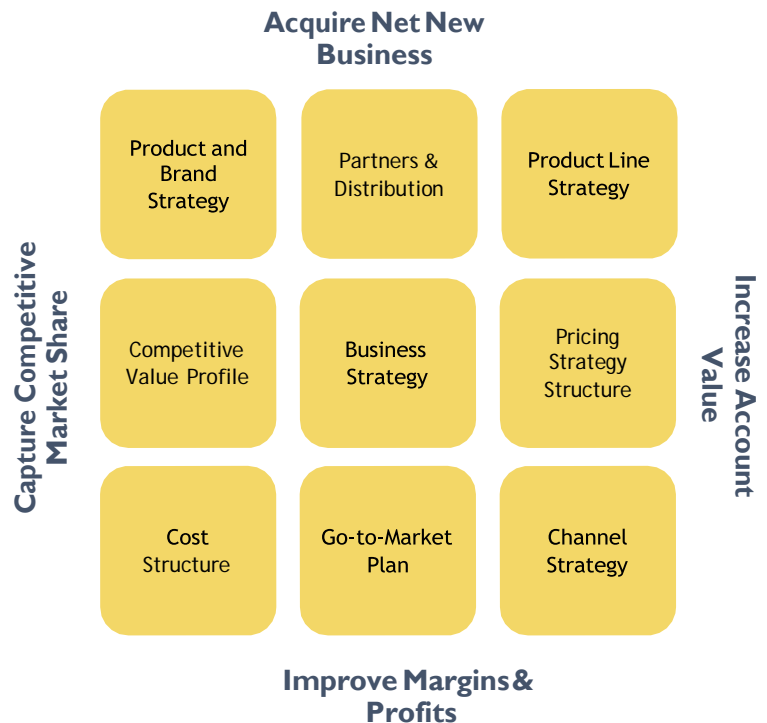 Acquire Net New
Business
Product and
Brand
Strategy
Partners &
Distribution
Product Line
Strategy
Capture Competitive
Market Share
Competitive
Value Profile
Business
Strategy
Pricing
Strategy
Structure
Increase Account
Value
Cost
Structure
Go-to-Market
Plan
Channel
Strategy
Improve Margins &
Profits